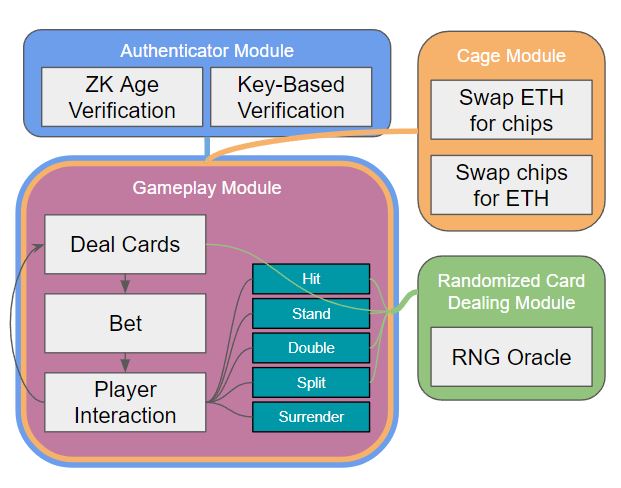 Authenticator Module
ZK Age
Verification
Key-Based
Verification
Cage Module
Swap ETH
for chips
Swap chips
for ETH
Gameplay Module
Deal Cards
Bet
Player
Interaction
Hit
Stand
Double
Split
Surrender
Randomized Card
Dealing Module
RNG Oracle